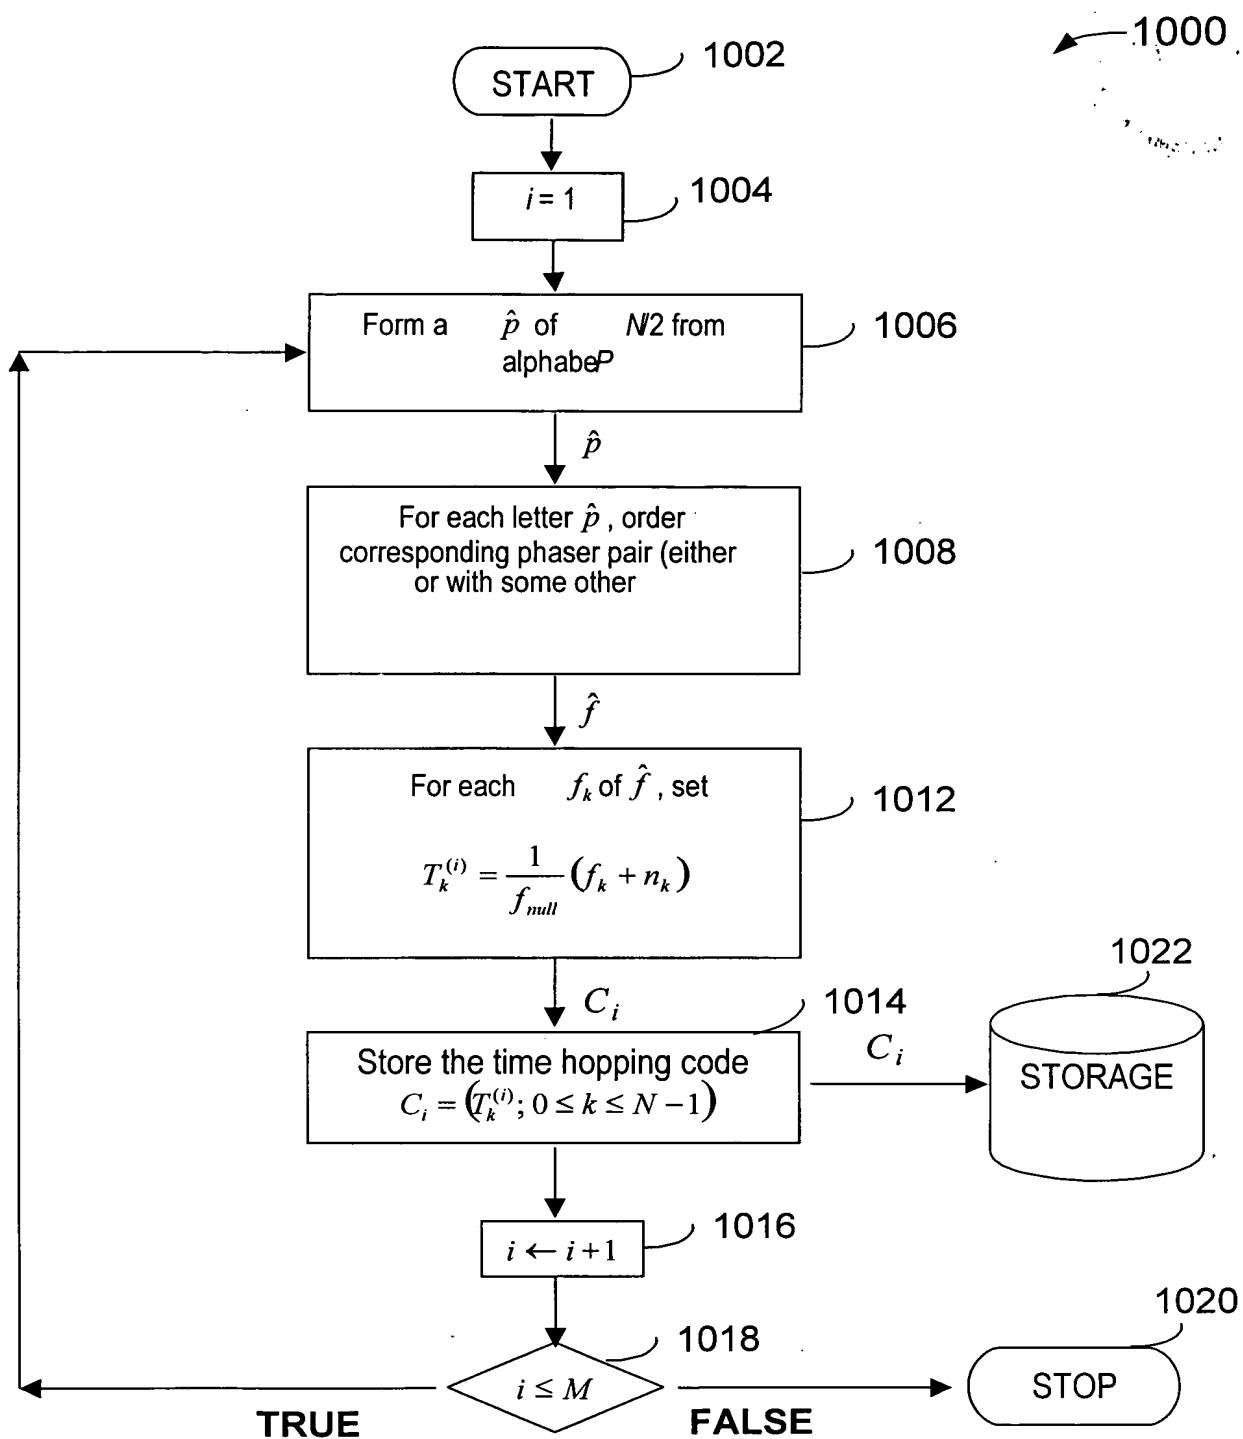 1000
START
1002
i = 1
1004
Form a p̂ of N/2 from
alphabeP
1006
p̂
For each letter p̂ , order
corresponding phaser pair (either
or with some other
1008
f̂
For each f_k of f̂ , set
T_k^(i) = 1/f_null (f_k + n_k)
1012
C_i
1014
Store the time hopping code
C_i = (T_k^(i); 0 ≤ k ≤ N − 1)
C_i
1022
STORAGE
i ← i + 1
1016
i ≤ M
1018
TRUE
FALSE
1020
STOP